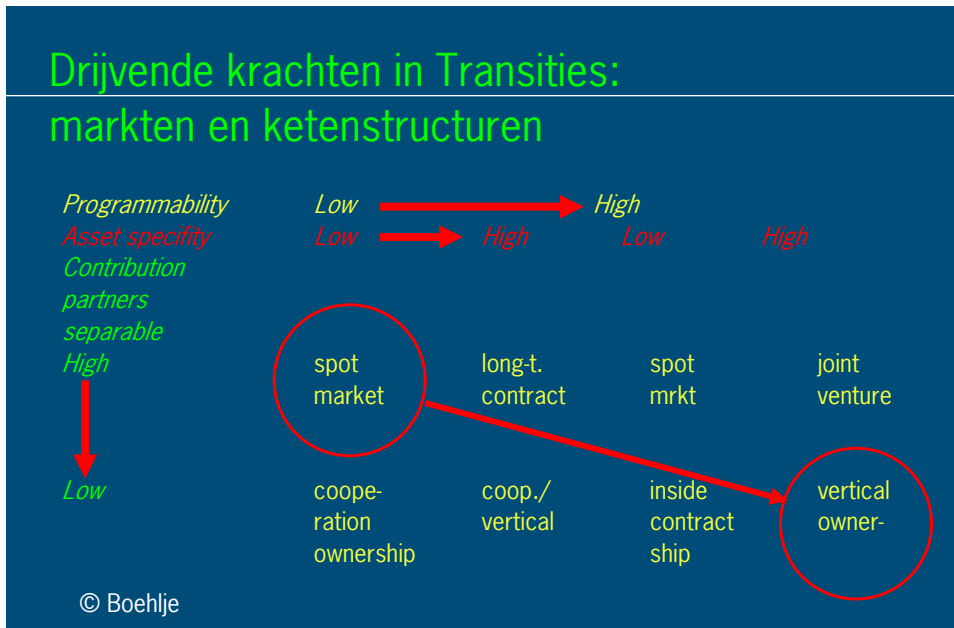 Drijvende krachten in Transities:
markten en ketenstructuren
Programmability Low High
Asset specifity Low High Low High
Contribution
partners
separable
High spot long-t. spot joint
market contract mrkt venture
Low coope- coop./ inside vertical
ration vertical contract owner-
ownership ship
© Boehlje